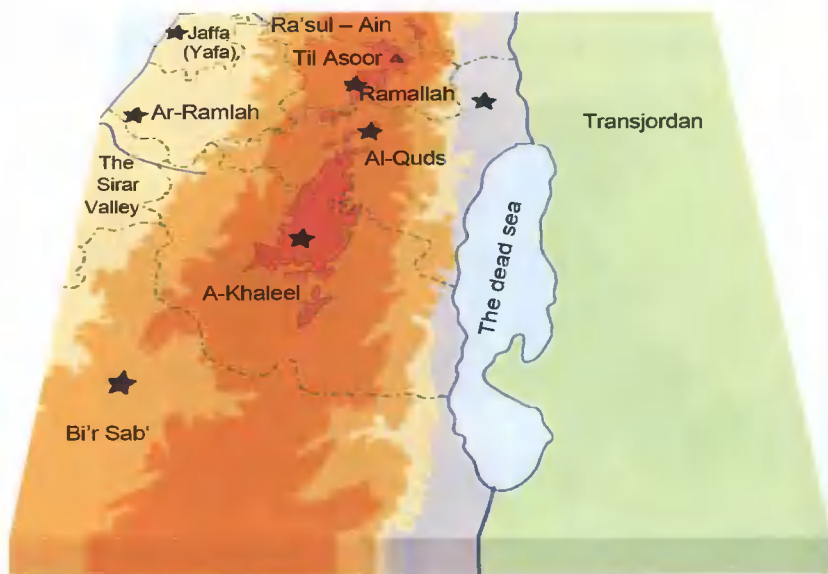 Jaffa
(Yafa)
Ra'sul – Ain
Til Asoor
Ramallah
Ar-Ramlah
Transjordan
Al-Quds
The
Sirar
Valley
The dead sea
A-Khaleel
Bi'r Sab'